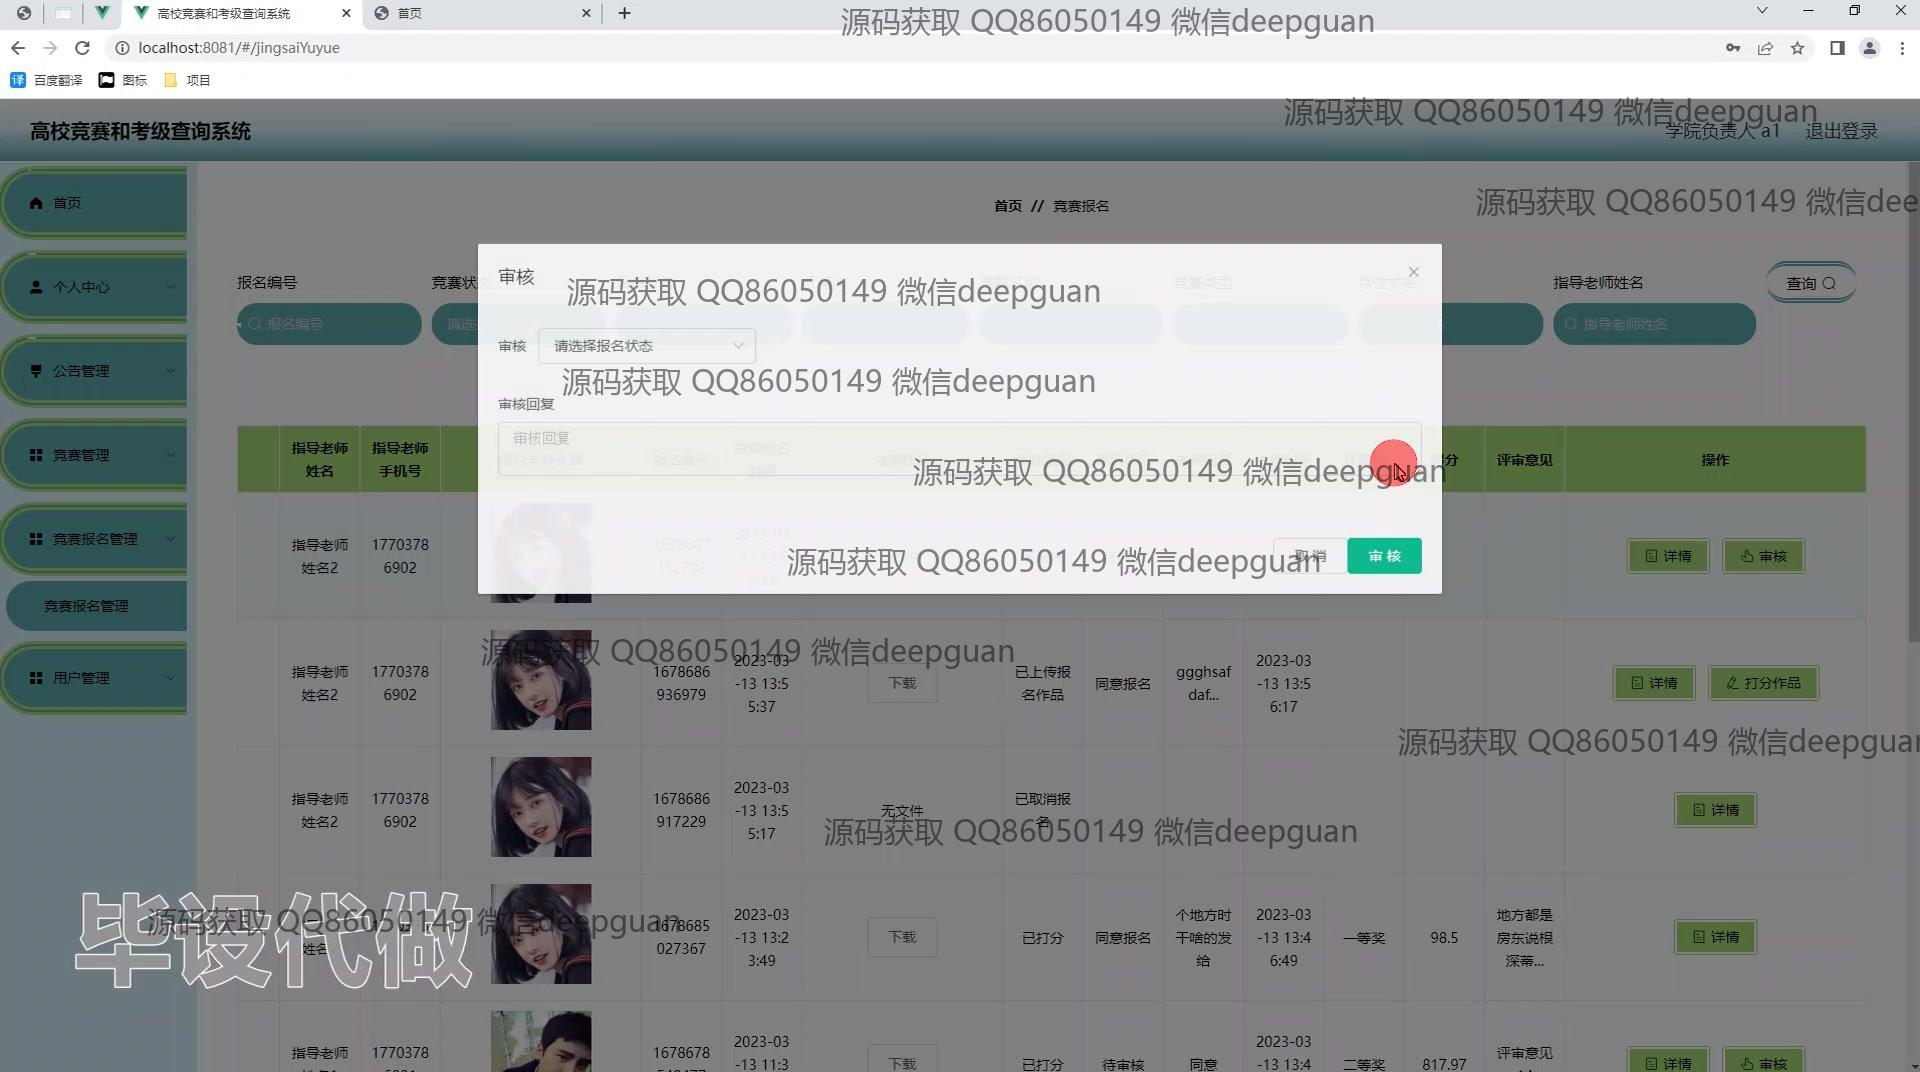 高校竞赛和考级查询系统
首页
源码获取 QQ86050149 微信deepguan
localhost:8081/#/jingsaiYuyue
译 百度翻译 图标 项目
源码获取 QQ86050149 微信deepguan
高校竞赛和考级查询系统
学院负责人 a1 退出登录
首页
个人中心
公告管理
竞赛管理
竞赛报名管理
竞赛报名管理
用户管理
首页 // 竞赛报名
源码获取 QQ86050149 微信dee
报名编号 竞赛状 竞赛类型 学生姓名 指导老师姓名 查询
报名编号 请选 指导老师姓名
审核
源码获取 QQ86050149 微信deepguan
审核 请选择报名状态
源码获取 QQ86050149 微信deepguan
审核回复
审核回复
源码获取 QQ86050149 微信deepguan
取消 审核
源码获取 QQ86050149 微信deepguan
指导老师姓名 指导老师手机号 分 评审意见 操作
指导老师姓名2 17703786902 详情 审核
源码获取 QQ86050149 微信deepguan
指导老师姓名2 17703786902 1678686936979 2023-03-13 13:55:37 下载 已上传报名作品 同意报名 ggghsafdaf... 2023-03-13 13:56:17 详情 打分作品
源码获取 QQ86050149 微信deepguan
指导老师姓名2 17703786902 1678686917229 2023-03-13 13:55:17 无文件 已取消报名 详情
源码获取 QQ86050149 微信deepguan
1678685027367 2023-03-13 13:23:49 下载 已打分 同意报名 个地方时干啥的发给 2023-03-13 13:46:49 一等奖 98.5 地方都是房东说根深蒂... 详情
源码获取 QQ86050149 微信deepguan
毕设代做
指导老师 1770378 1678678 2023-03-13 11:3 下载 已打分 待审核 同意 2023-03-13 13:4 二等奖 817.97 评审意见 详情 审核